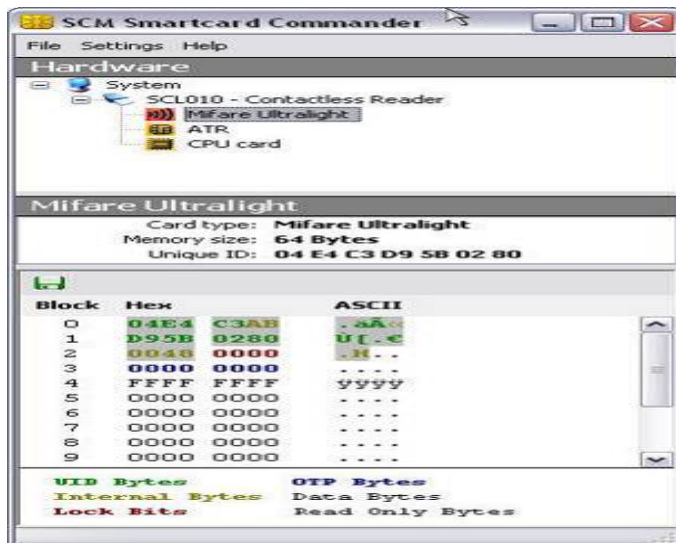 SCM Smartcard Commander
File Settings Help
Hardware
System
SCL010 - Contactless Reader
Mifare Ultralight
ATR
CPU card
Mifare Ultralight
Card type: Mifare Ultralight
Memory size: 64 Bytes
Unique ID: 04 E4 C3 D9 5B 02 80
Block Hex ASCII
0 04E4 C3AB .äÃ«
1 D95B 0280 Ù[.€
2 0048 0000 .H..
3 0000 0000 ....
4 FFFF FFFF ÿÿÿÿ
5 0000 0000 ....
6 0000 0000 ....
7 0000 0000 ....
8 0000 0000 ....
9 0000 0000 ....
UID Bytes OTP Bytes
Internal Bytes Data Bytes
Lock Bits Read Only Bytes